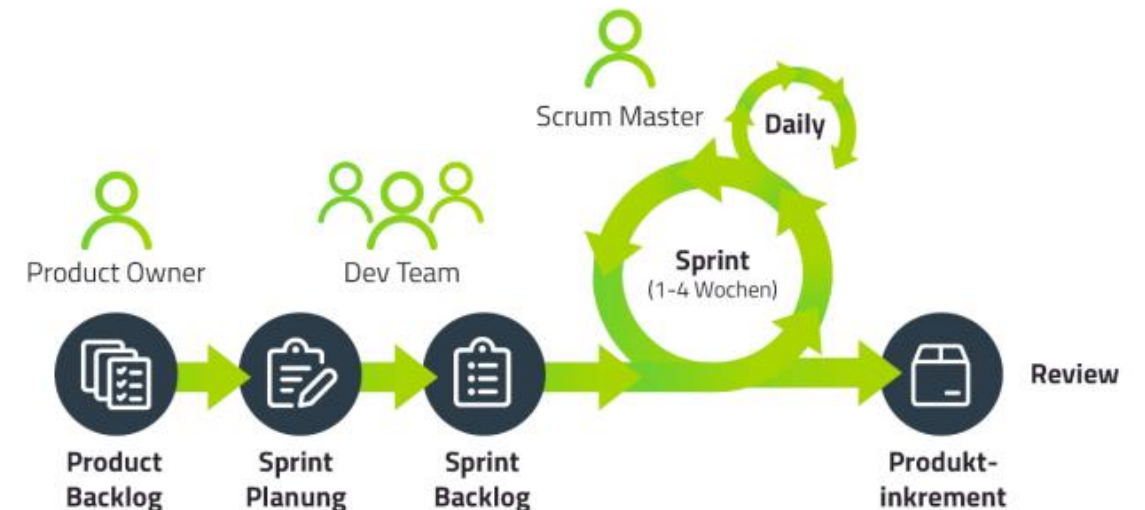 Scrum Master
Daily
Product Owner
Dev Team
Sprint
(1-4 Wochen)
Review
Product
Backlog
Sprint
Planung
Sprint
Backlog
Produkt-
inkrement